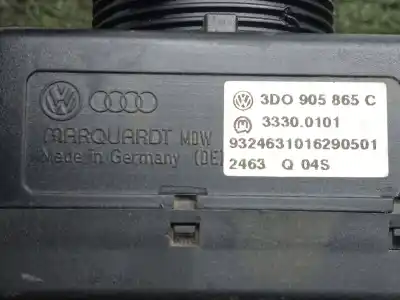 MARQUARDT MDW
Made in Germany (DE)
3D0 905 865 C
3330.0101
9324631016290501
2463 Q 04S